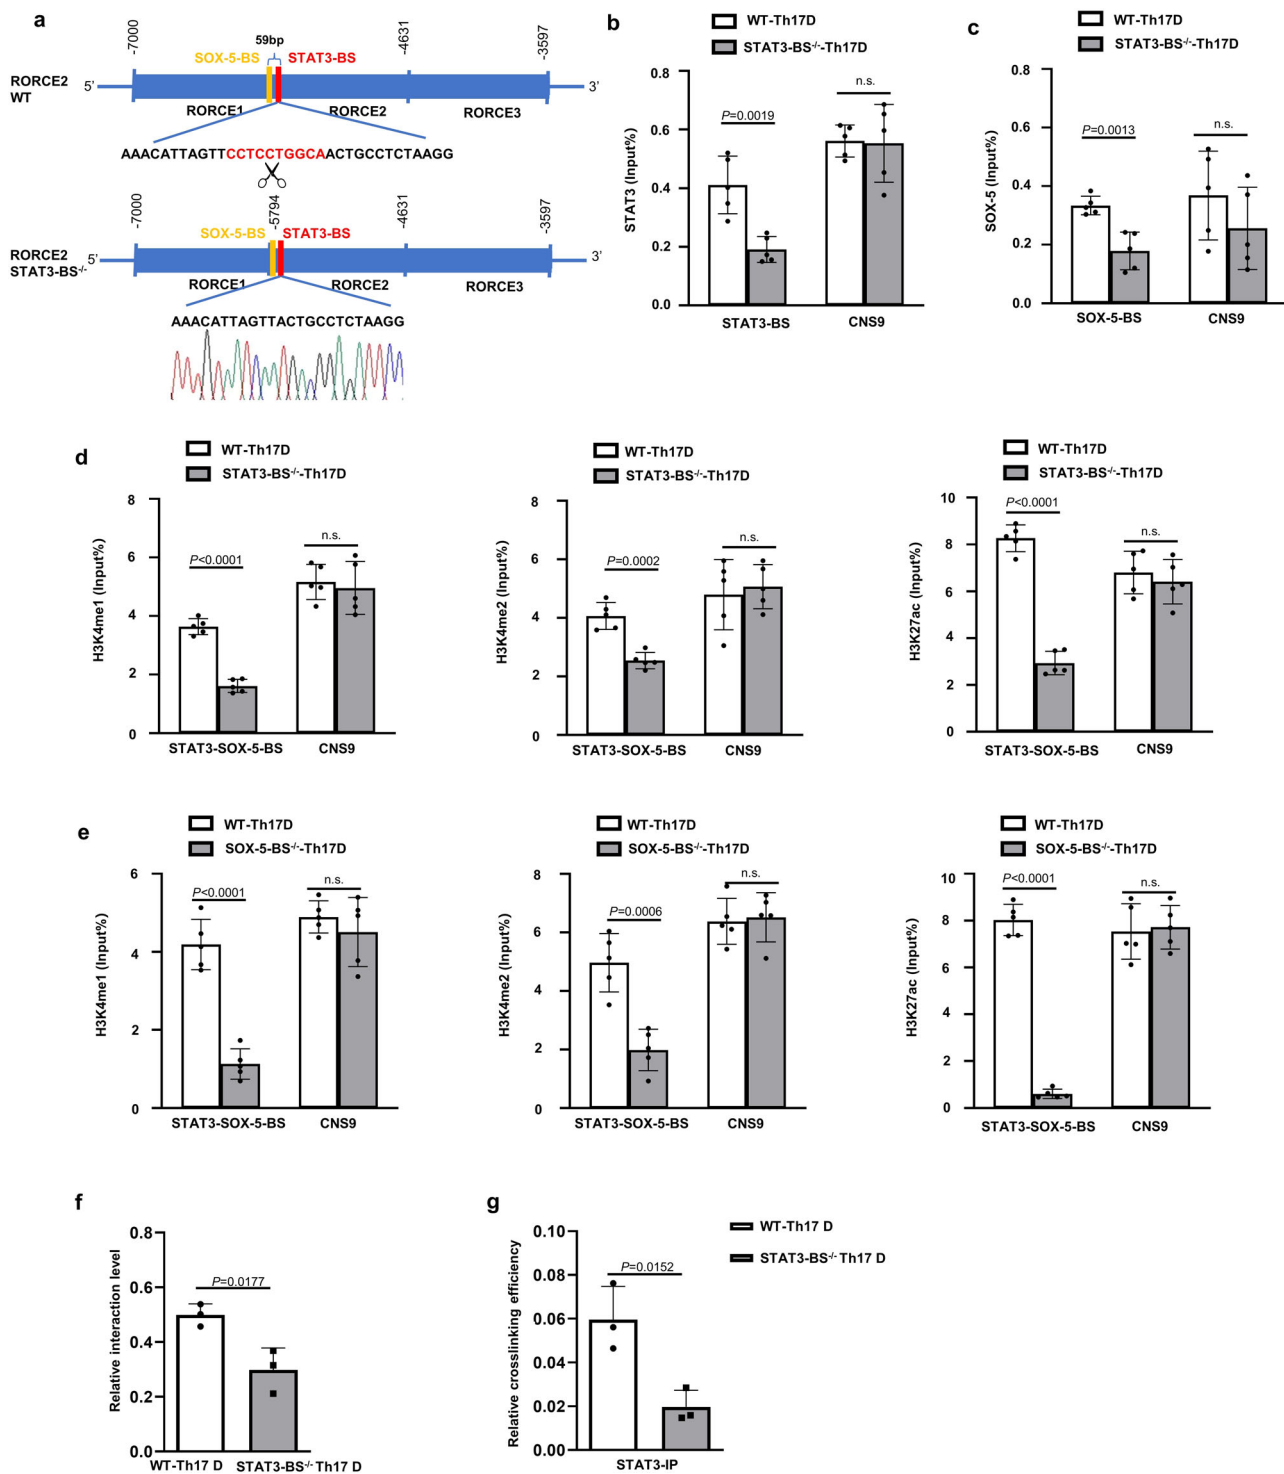 a
-7000
59bp
-4631
-3597
SOX-5-BS
STAT3-BS
RORCE2
WT
5'
3'
RORCE1
RORCE2
RORCE3
AAACATTAGTTCCTCCTGGCAACTGCCTCTAAGG
-7000
-5794
-4631
-3597
SOX-5-BS
STAT3-BS
RORCE2
STAT3-BS-/-
5'
3'
RORCE1
RORCE2
RORCE3
AAACATTAGTTACTGCCTCTAAGG
b
WT-Th17D
STAT3-BS-/--Th17D
STAT3 (Input%)
0.8
0.6
0.4
0.2
0.0
P=0.0019
n.s.
STAT3-BS
CNS9
c
WT-Th17D
STAT3-BS-/--Th17D
SOX-5 (Input%)
0.8
0.6
0.4
0.2
0.0
P=0.0013
n.s.
SOX-5-BS
CNS9
d
WT-Th17D
STAT3-BS-/--Th17D
H3K4me1 (Input%)
8
6
4
2
0
P<0.0001
n.s.
STAT3-SOX-5-BS
CNS9
WT-Th17D
STAT3-BS-/--Th17D
H3K4me2 (Input%)
8
6
4
2
0
P=0.0002
n.s.
STAT3-SOX-5-BS
CNS9
WT-Th17D
STAT3-BS-/--Th17D
H3K27ac (Input%)
10
8
6
4
2
0
P<0.0001
n.s.
STAT3-SOX-5-BS
CNS9
e
WT-Th17D
SOX-5-BS-/--Th17D
H3K4me1 (Input%)
6
4
2
0
P<0.0001
n.s.
STAT3-SOX-5-BS
CNS9
WT-Th17D
SOX-5-BS-/--Th17D
H3K4me2 (Input%)
8
6
4
2
0
P=0.0006
n.s.
STAT3-SOX-5-BS
CNS9
WT-Th17D
SOX-5-BS-/--Th17D
H3K27ac (Input%)
10
8
6
4
2
0
P<0.0001
n.s.
STAT3-SOX-5-BS
CNS9
f
Relative interaction level
0.8
0.6
0.4
0.2
0.0
P=0.0177
WT-Th17 D
STAT3-BS-/- Th17 D
g
WT-Th17 D
STAT3-BS-/- Th17 D
Relative crosslinking efficiency
0.10
0.08
0.06
0.04
0.02
0.00
P=0.0152
STAT3-IP